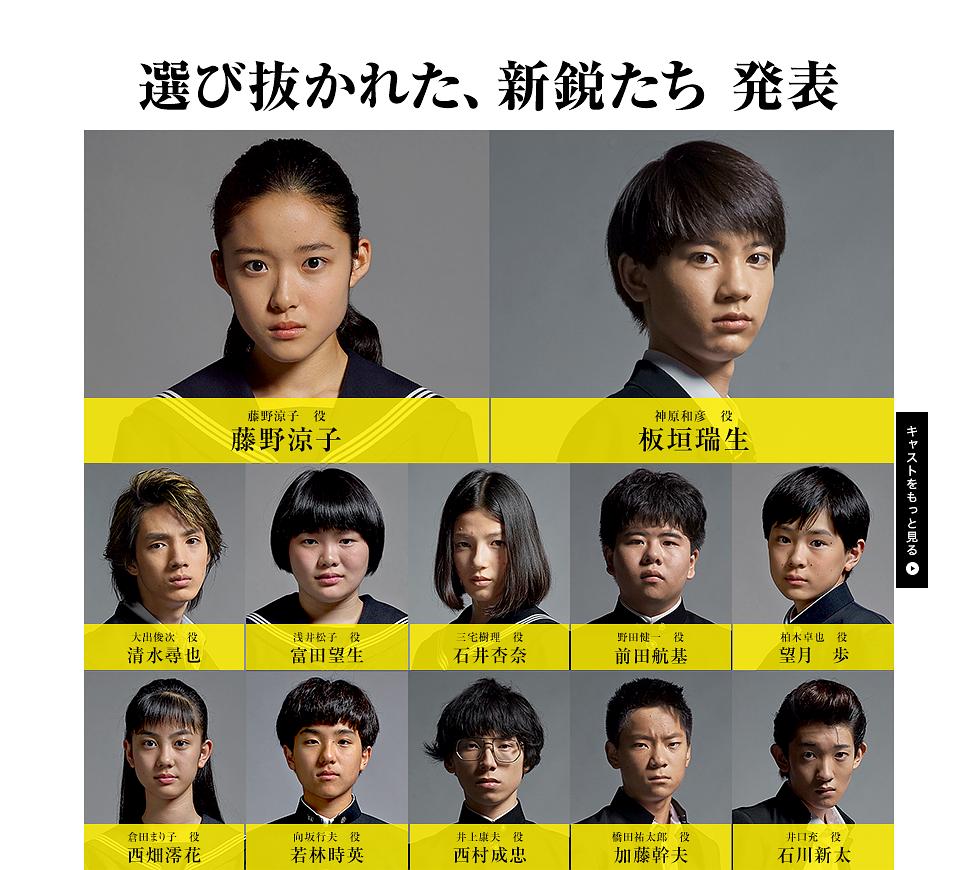 選び抜かれた、新鋭たち 発表
藤野涼子 役
藤野涼子
神原和彦 役
板垣瑞生
キャストをもっと見る
大出俊次 役
清水尋也
浅井松子 役
富田望生
三宅樹理 役
石井杏奈
野田健一 役
前田航基
柏木卓也 役
望月 歩
倉田まり子 役
西畑澪花
向坂行夫 役
若林時英
井上康夫 役
西村成忠
橋田祐太郎 役
加藤幹夫
井口充 役
石川新太